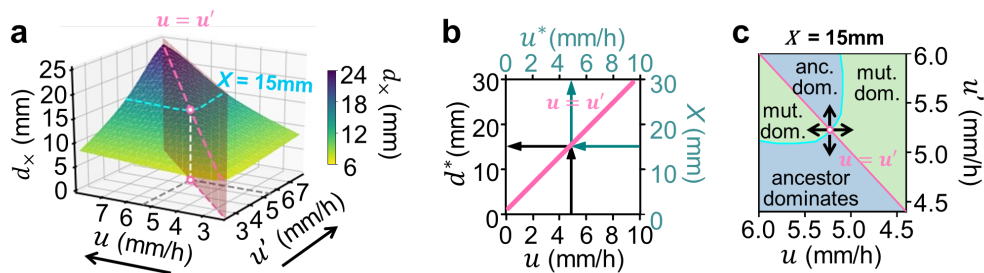 a
u = u′
X = 15mm
d× (mm)
25
20
15
10
5
0
7
6
5
4
3
u (mm/h)
3
4
5
6
7
u′ (mm/h)
24
18
12
6
d× (mm)
b
u* (mm/h)
0 2 4 6 8 10
30
20
10
0
d* (mm)
u = u′
30
20
10
0
X (mm)
0 2 4 6 8 10
u (mm/h)
c
X = 15mm
anc.
dom.
mut.
dom.
mut.
dom.
u = u′
ancestor
dominates
6.0
5.5
5.0
4.5
u′ (mm/h)
6.0 5.5 5.0 4.5
u (mm/h)